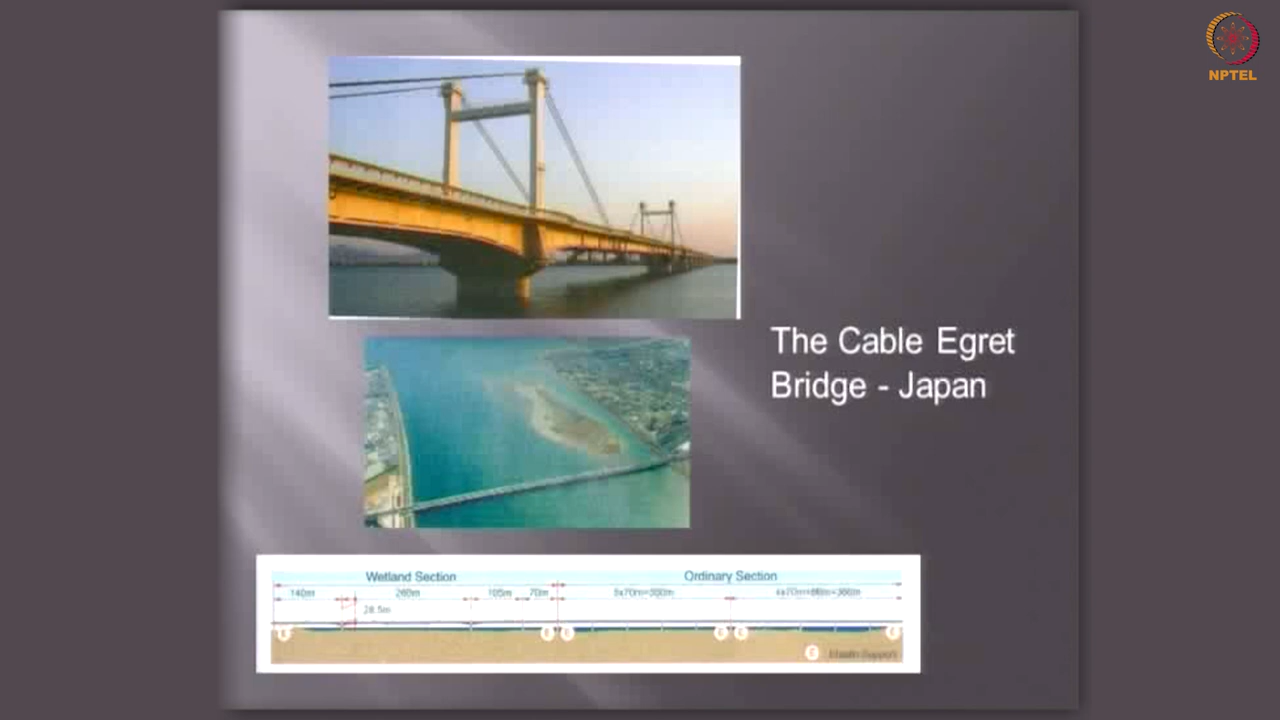 NPTEL
The Cable Egret
Bridge - Japan
Wetland Section
Ordinary Section
140m
260m
105m
70m
28.5m